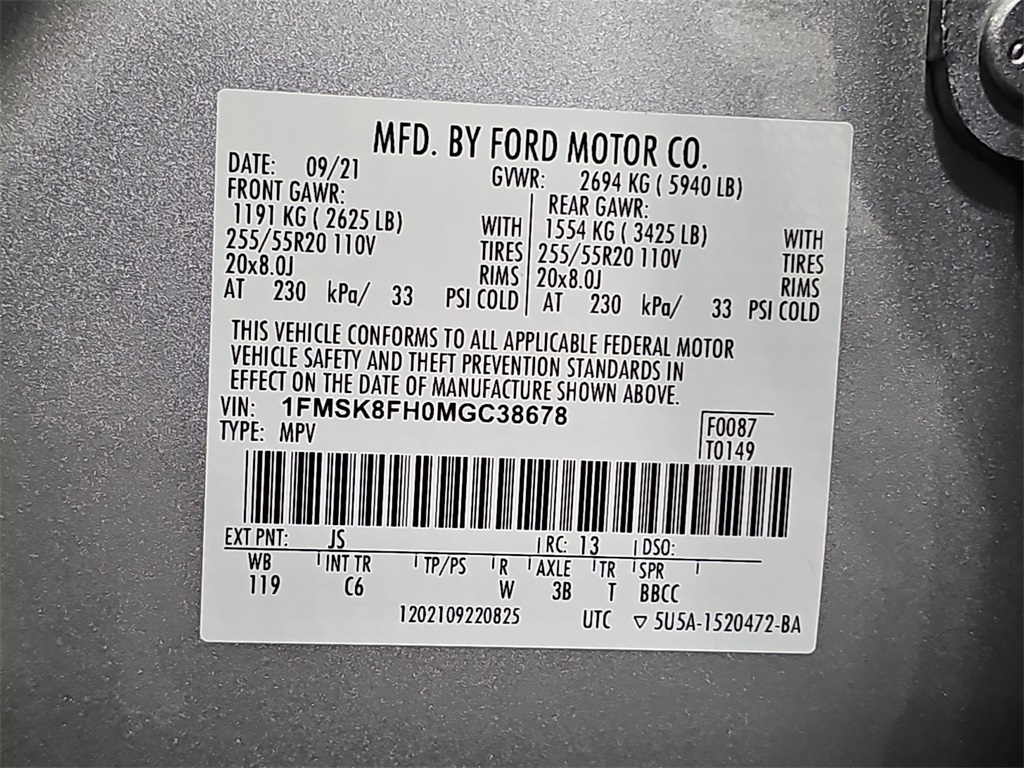 MFD. BY FORD MOTOR CO.
DATE: 09/21 GVWR: 2694 KG ( 5940 LB)
FRONT GAWR: REAR GAWR:
1191 KG ( 2625 LB) WITH 1554 KG ( 3425 LB) WITH
255/55R20 110V TIRES 255/55R20 110V TIRES
20x8.0J RIMS 20x8.0J RIMS
AT 230 kPa/ 33 PSI COLD AT 230 kPa/ 33 PSI COLD
THIS VEHICLE CONFORMS TO ALL APPLICABLE FEDERAL MOTOR
VEHICLE SAFETY AND THEFT PREVENTION STANDARDS IN
EFFECT ON THE DATE OF MANUFACTURE SHOWN ABOVE.
VIN: 1FMSK8FH0MGC38678 F0087
TYPE: MPV T0149
EXT PNT: JS RC: 13 DSO:
WB INT TR TP/PS R AXLE TR SPR
119 C6 W 3B T BBCC
1202109220825 UTC ▽ 5U5A-1520472-BA